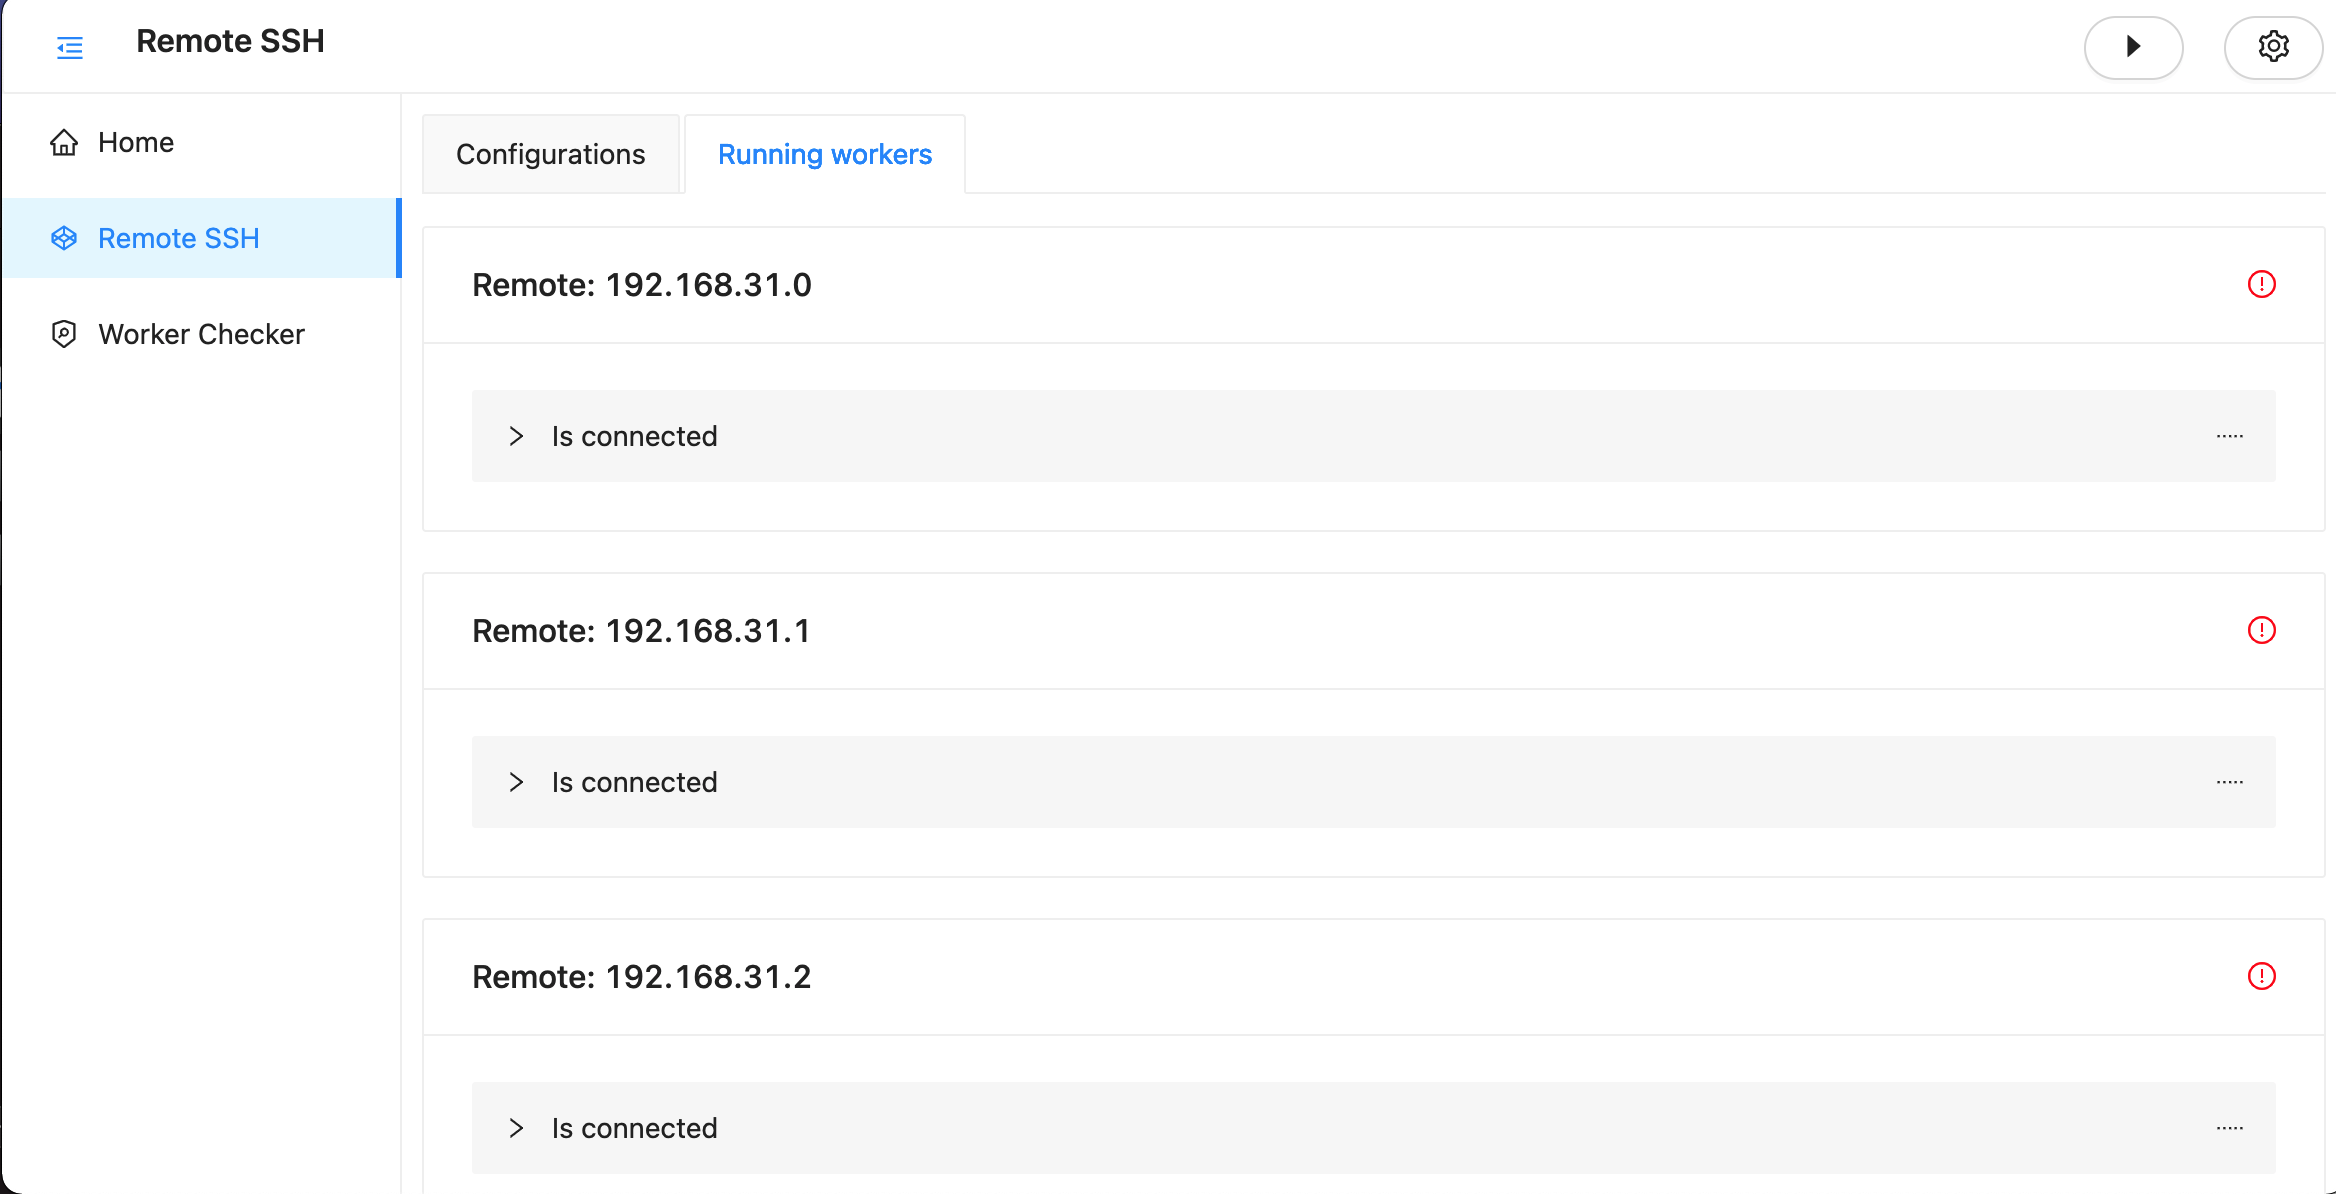 Remote SSH
Home
Remote SSH
Worker Checker
Configurations
Running workers
Remote: 192.168.31.0
Is connected
Remote: 192.168.31.1
Is connected
Remote: 192.168.31.2
Is connected